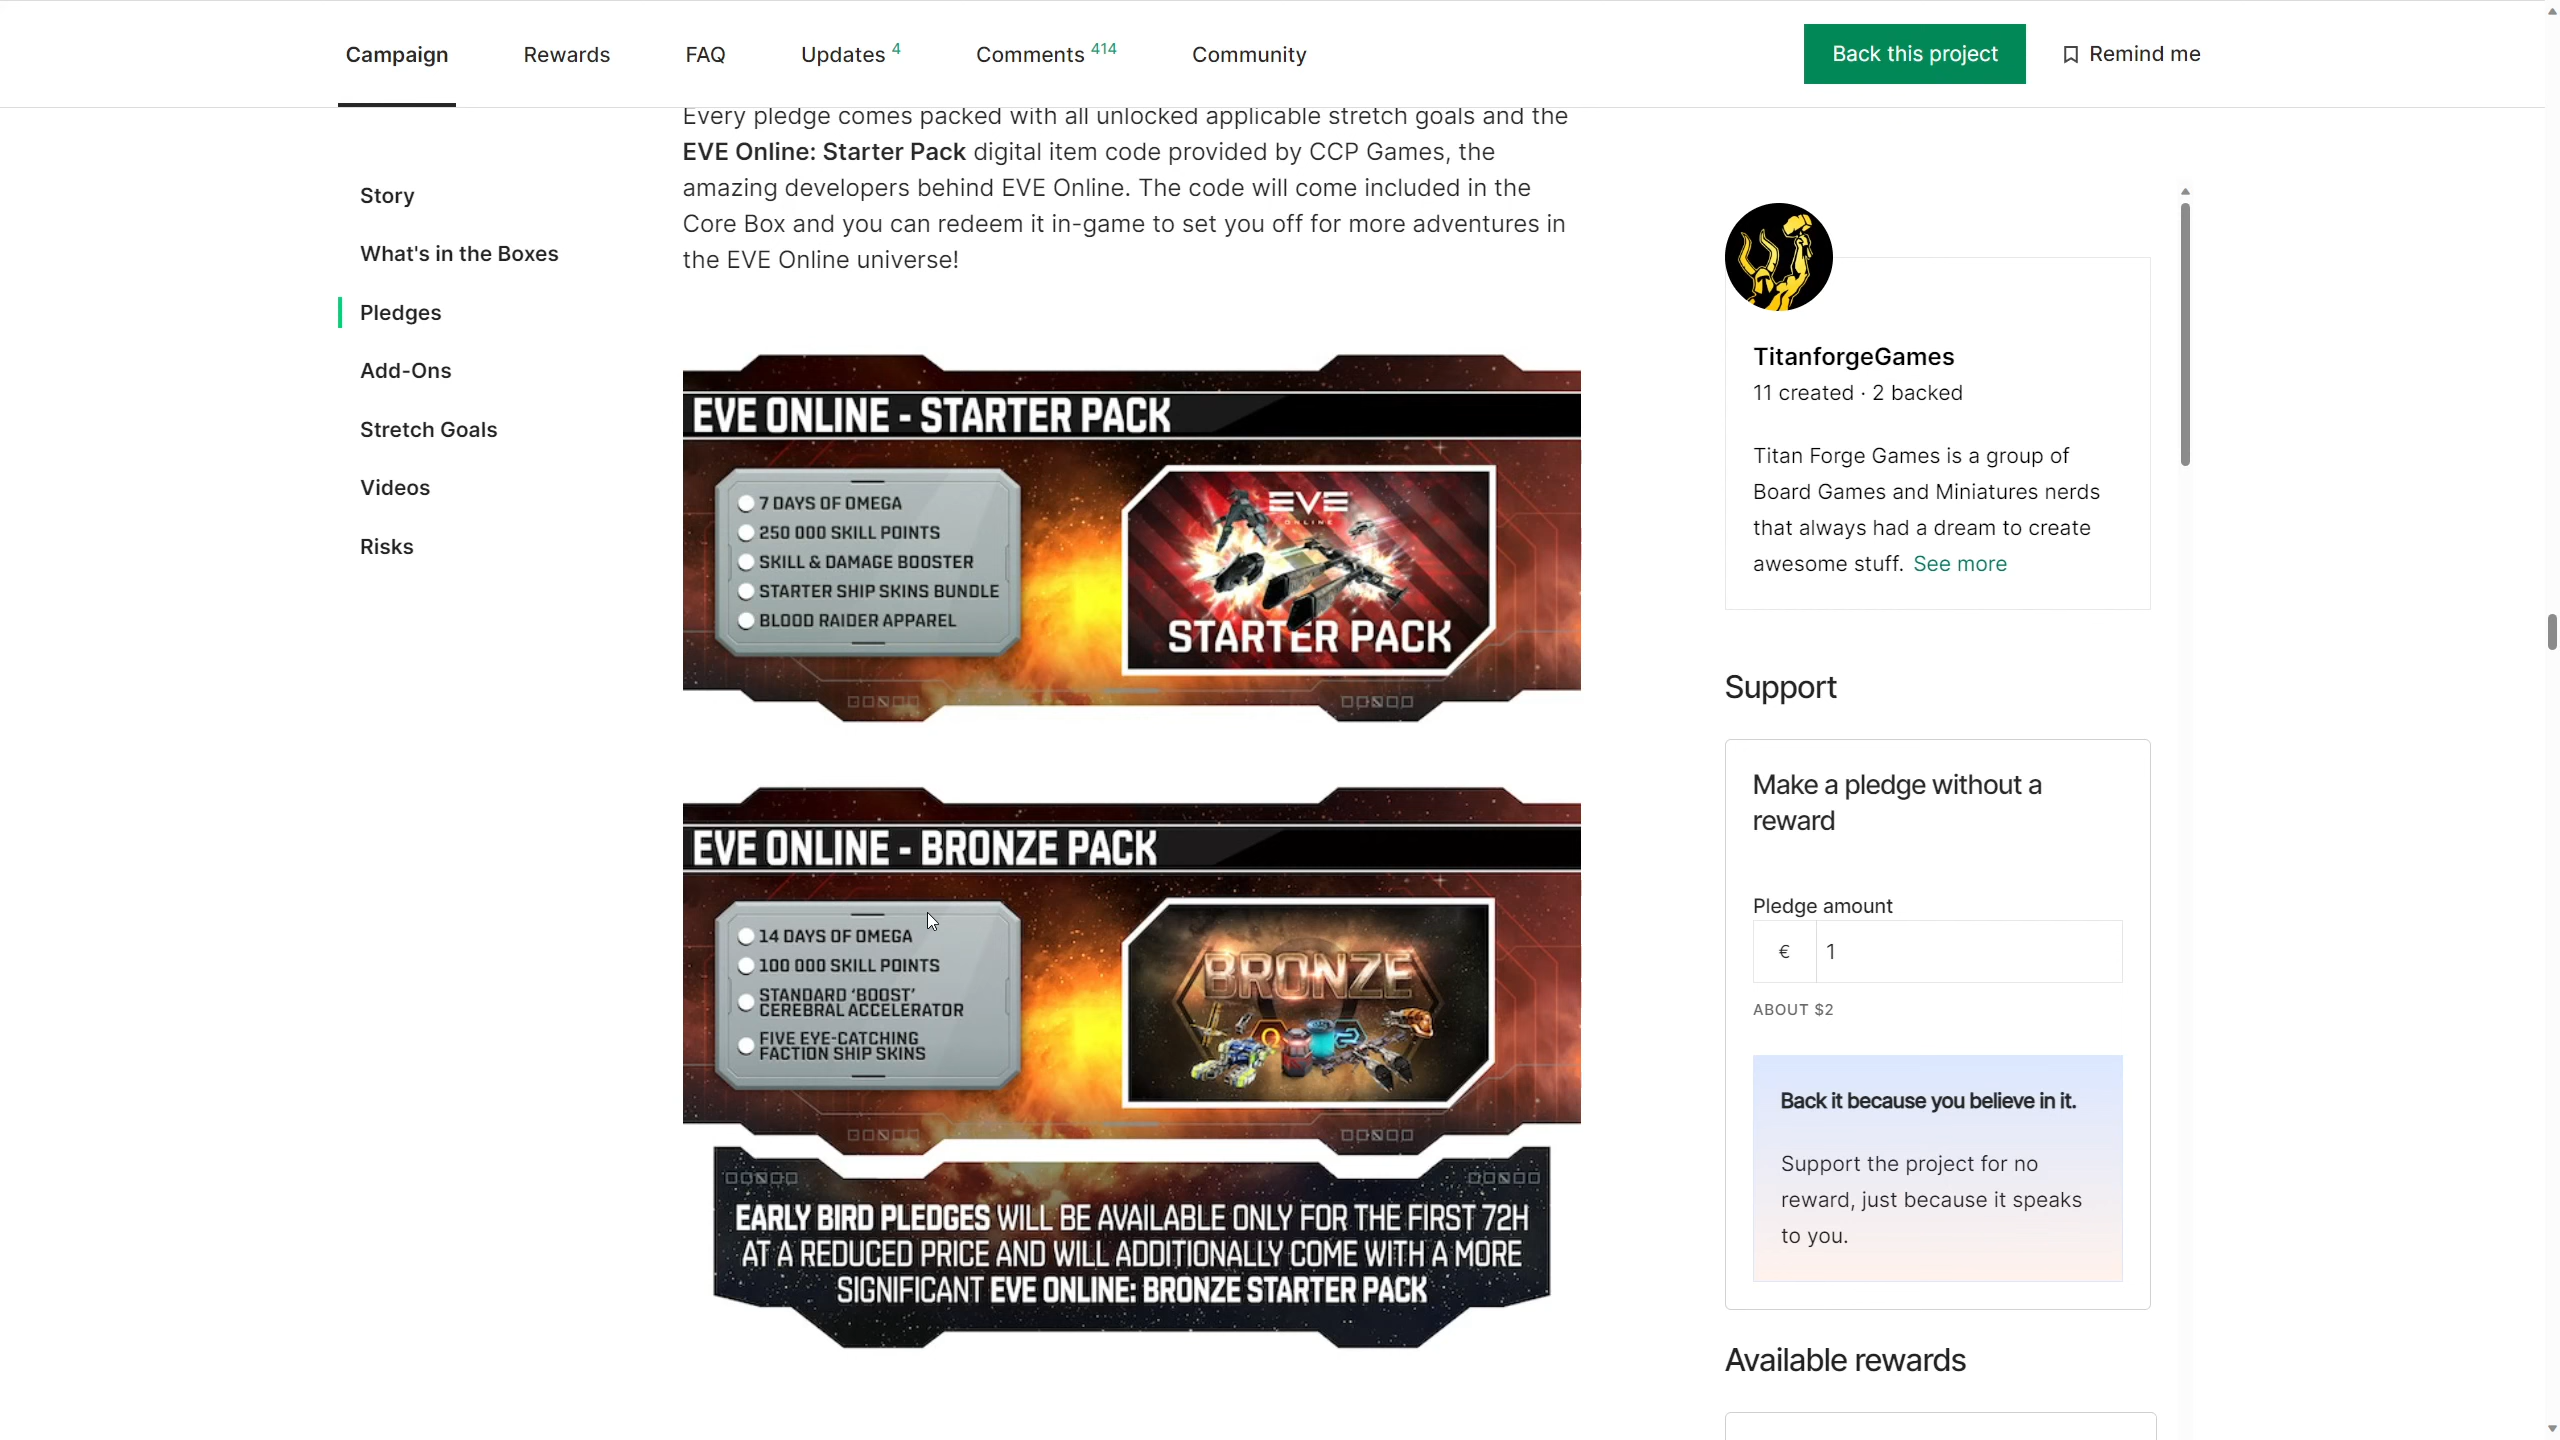 Campaign
Rewards
FAQ
Updates 4
Comments 414
Community
Back this project
Remind me
Story
What's in the Boxes
Pledges
Add-Ons
Stretch Goals
Videos
Risks
Every pledge comes packed with all unlocked applicable stretch goals and the
EVE Online: Starter Pack digital item code provided by CCP Games, the
amazing developers behind EVE Online. The code will come included in the
Core Box and you can redeem it in-game to set you off for more adventures in
the EVE Online universe!
EVE ONLINE - STARTER PACK
7 DAYS OF OMEGA
250 000 SKILL POINTS
SKILL & DAMAGE BOOSTER
STARTER SHIP SKINS BUNDLE
BLOOD RAIDER APPAREL
EVE
ONLINE
STARTER PACK
EVE ONLINE - BRONZE PACK
14 DAYS OF OMEGA
100 000 SKILL POINTS
STANDARD ‘BOOST’
CEREBRAL ACCELERATOR
FIVE EYE-CATCHING
FACTION SHIP SKINS
BRONZE
EARLY BIRD PLEDGES WILL BE AVAILABLE ONLY FOR THE FIRST 72H
AT A REDUCED PRICE AND WILL ADDITIONALLY COME WITH A MORE
SIGNIFICANT EVE ONLINE: BRONZE STARTER PACK
TitanforgeGames
11 created · 2 backed
Titan Forge Games is a group of
Board Games and Miniatures nerds
that always had a dream to create
awesome stuff. See more
Support
Make a pledge without a
reward
Pledge amount
€ 1
ABOUT $2
Back it because you believe in it.
Support the project for no
reward, just because it speaks
to you.
Available rewards